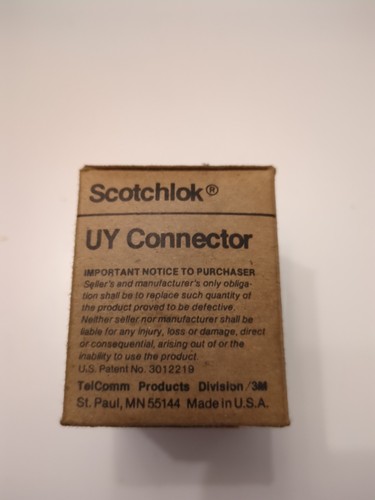 Scotchlok®
UY Connector
IMPORTANT NOTICE TO PURCHASER
Seller's and manufacturer's only obliga-
tion shall be to replace such quantity of
the product proved to be defective.
Neither seller nor manufacturer shall be
liable for any injury, loss or damage, direct
or consequential, arising out of or the
inability to use the product.
U.S. Patent No. 3012219
TelComm Products Division/3M
St. Paul, MN 55144 Made in U.S.A.